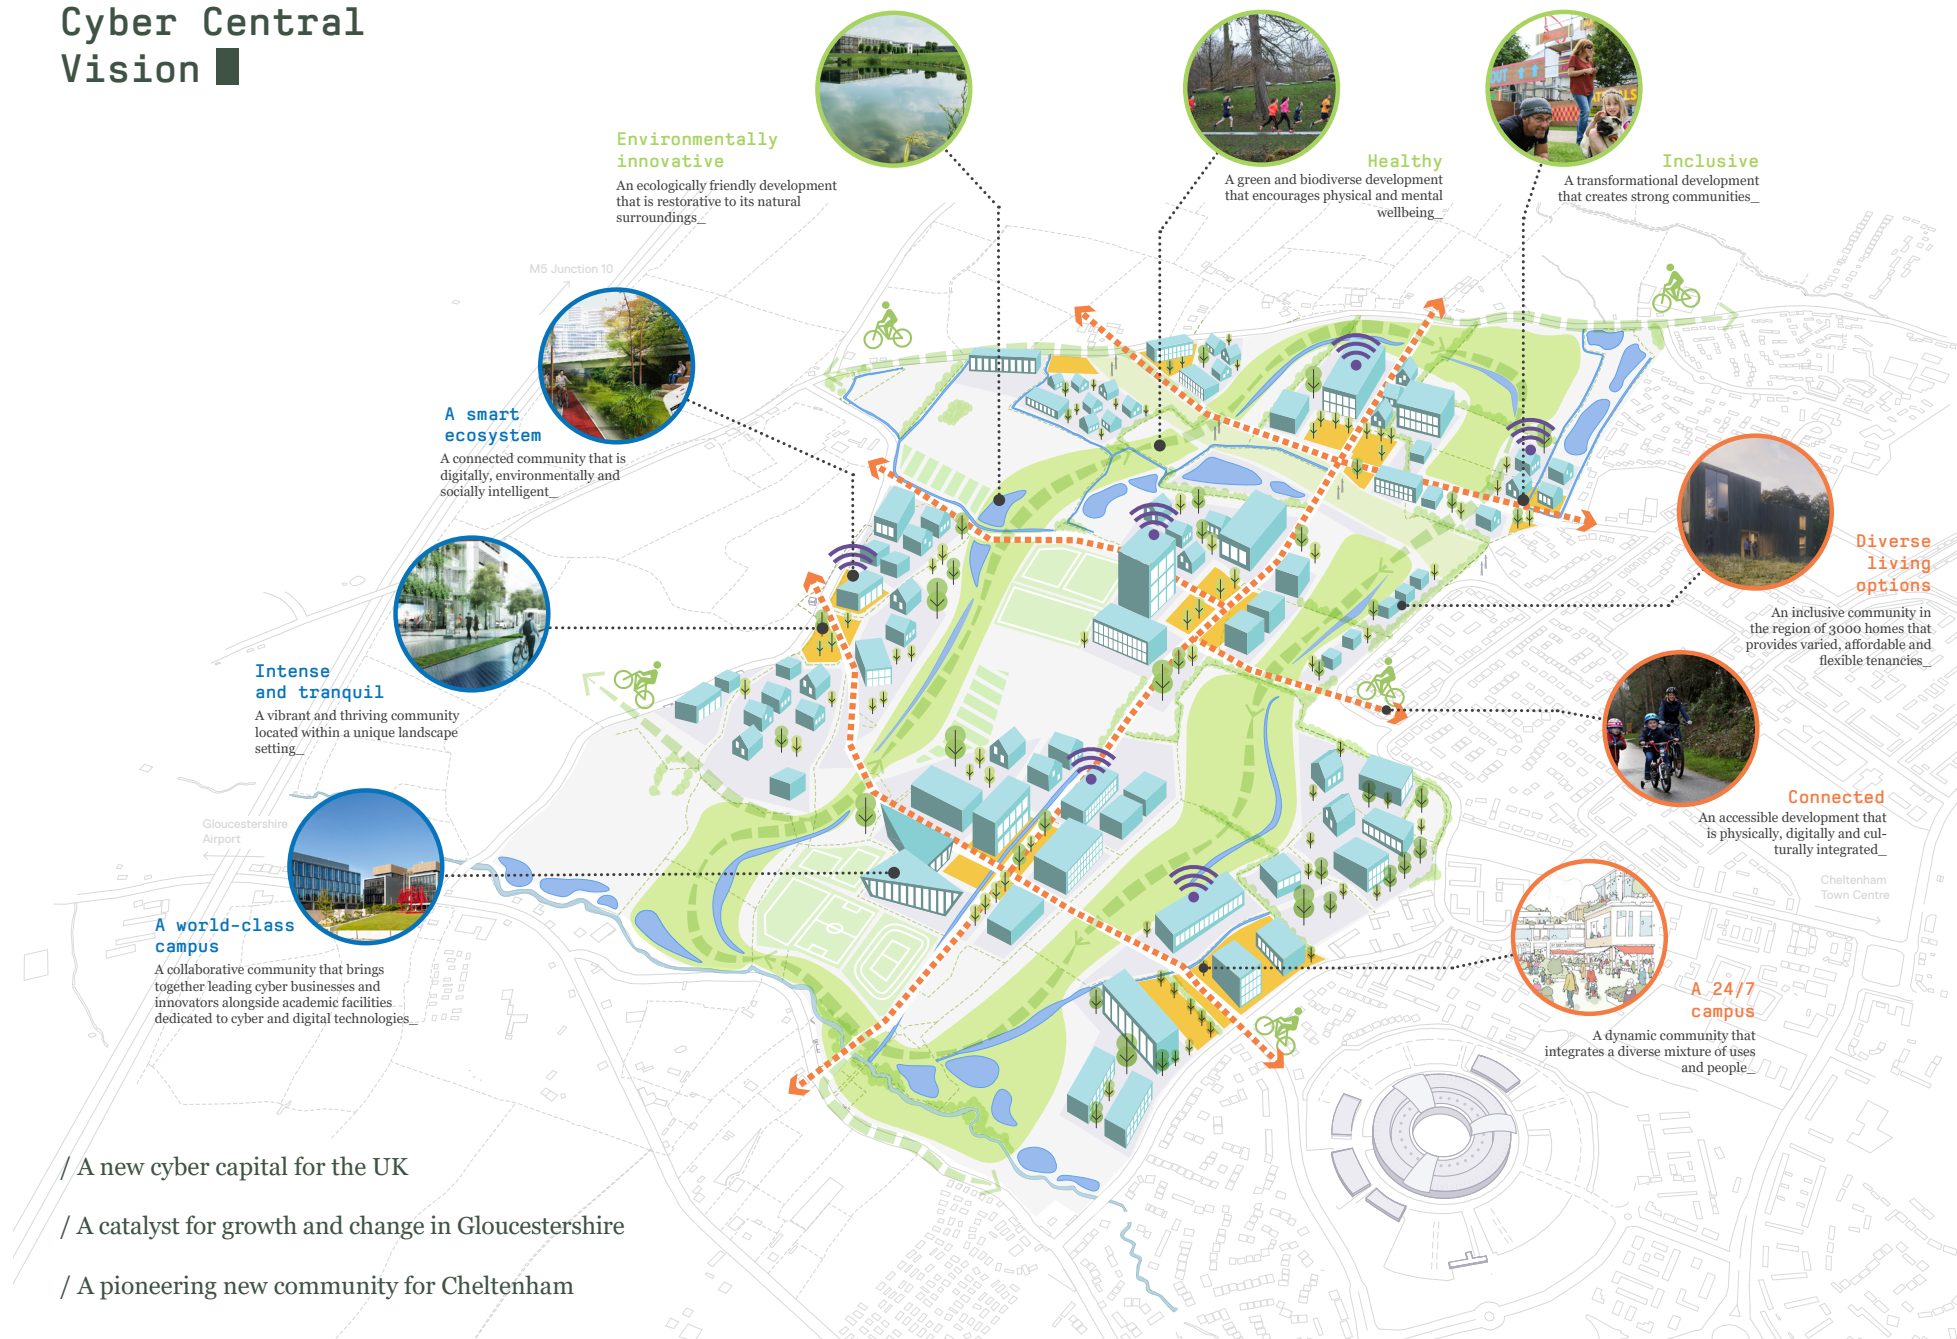 Cyber Central
Vision
Environmentally
innovative
An ecologically friendly development
that is restorative to its natural
surroundings_
Healthy
A green and biodiverse development
that encourages physical and mental
wellbeing_
Inclusive
A transformational development
that creates strong communities_
OUT
M5 Junction 10
A smart
ecosystem
A connected community that is
digitally, environmentally and
socially intelligent_
Diverse
living
options
An inclusive community in
the region of 3000 homes that
provides varied, affordable and
flexible tenancies_
Intense
and tranquil
A vibrant and thriving community
located within a unique landscape
setting_
Connected
An accessible development that
is physically, digitally and cul-
turally integrated_
Gloucestershire
Airport
Cheltenham
Town Centre
A world-class
campus
A collaborative community that brings
together leading cyber businesses and
innovators alongside academic facilities
dedicated to cyber and digital technologies_
A 24/7
campus
A dynamic community that
integrates a diverse mixture of uses
and people_
/ A new cyber capital for the UK
/ A catalyst for growth and change in Gloucestershire
/ A pioneering new community for Cheltenham